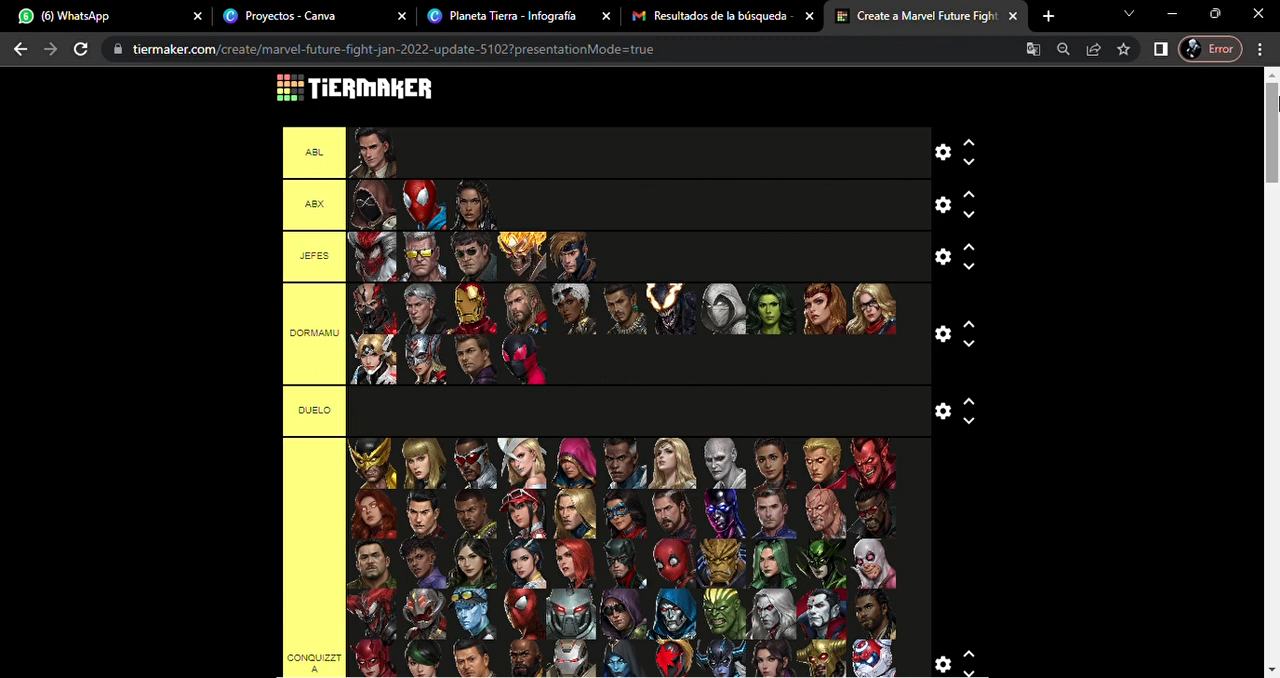 (6) WhatsApp
Proyectos - Canva
Planeta Tierra - Infografía
Resultados de la búsqueda -
Create a Marvel Future Fight
tiermaker.com/create/marvel-future-fight-jan-2022-update-5102?presentationMode=true
Error
TiERMAKER
ABL
ABX
JEFES
DORMAMU
DUELO
CONQUIZZT
A